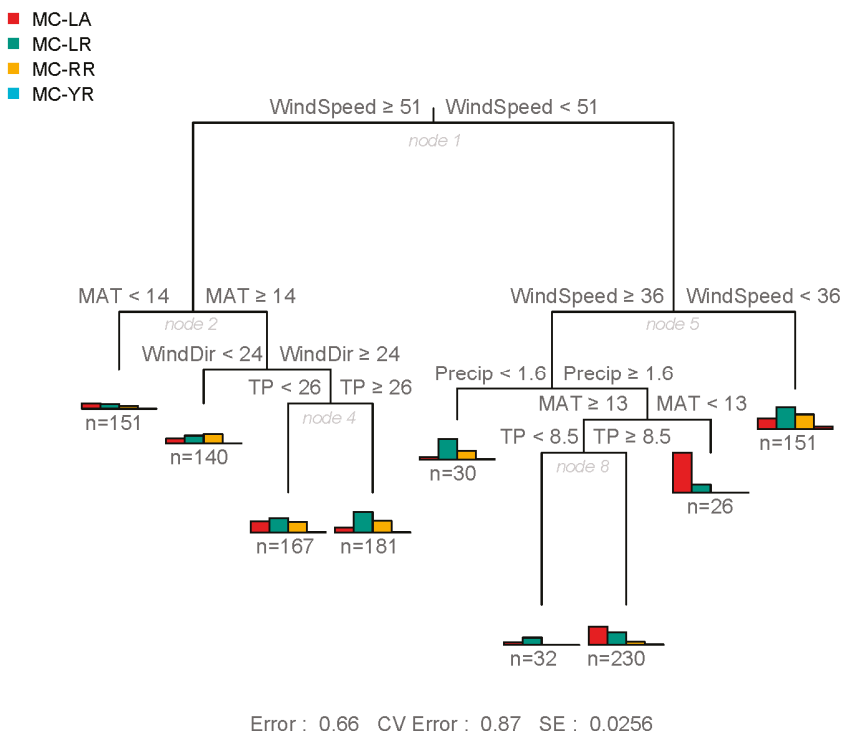 MC-LA
MC-LR
MC-RR
MC-YR
WindSpeed ≥ 51 WindSpeed < 51
node 1
MAT < 14 MAT ≥ 14
node 2
WindSpeed ≥ 36 WindSpeed < 36
node 5
WindDir < 24 WindDir ≥ 24
Precip < 1.6 Precip ≥ 1.6
TP < 26 TP ≥ 26
node 4
MAT ≥ 13 MAT < 13
TP < 8.5 TP ≥ 8.5
node 8
n=151
n=140
n=30
n=151
n=26
n=167
n=181
n=32
n=230
Error : 0.66 CV Error : 0.87 SE : 0.0256